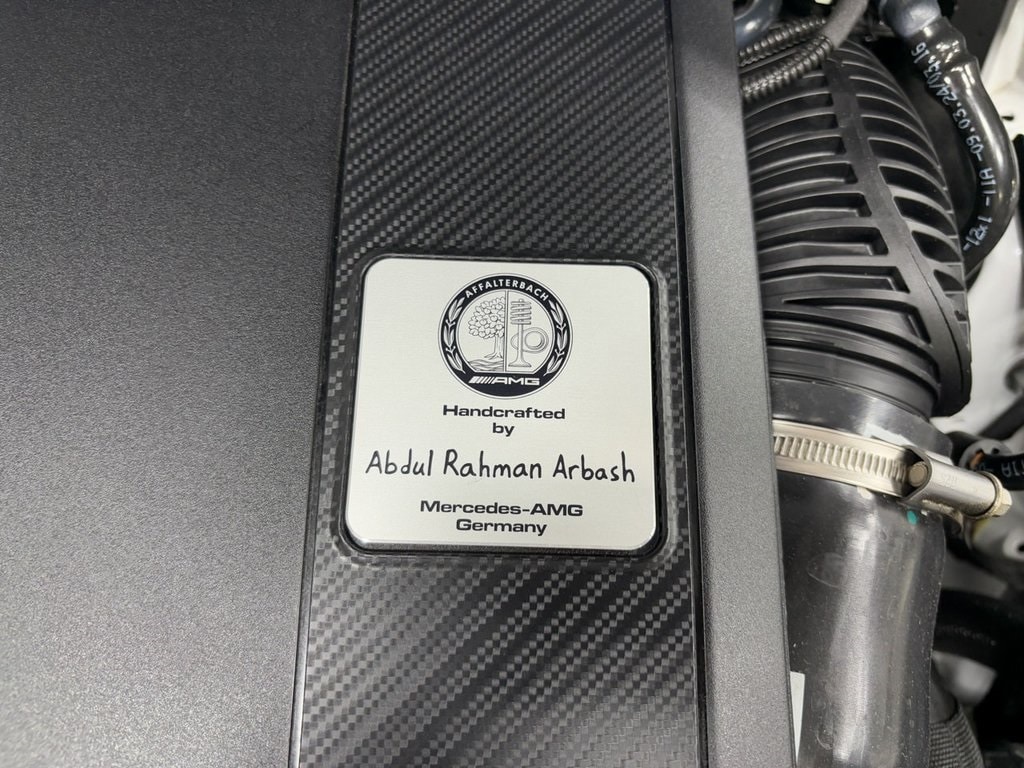 AFFALTERBACH
AMG
Handcrafted
by
Abdul Rahman Arbash
Mercedes-AMG
Germany